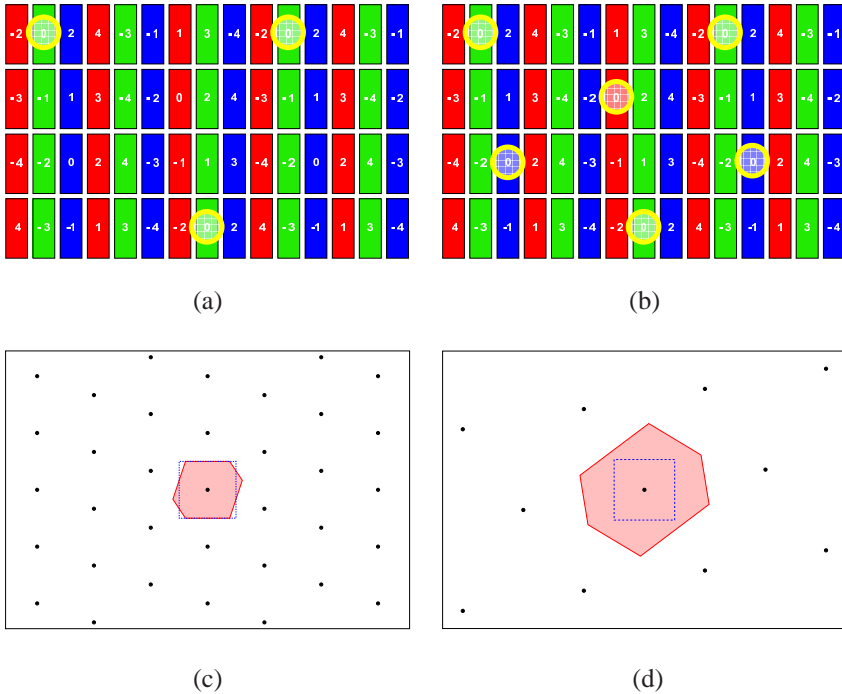 -2 0 2 4 -3 -1 1 3 -4 -2 0 2 4 -3 -1
-3 -1 1 3 -4 -2 0 2 4 -3 -1 1 3 -4 -2
-4 -2 0 2 4 -3 -1 1 3 -4 -2 0 2 4 -3
4 -3 -1 1 3 -4 -2 0 2 4 -3 -1 1 3 -4
(a)
-2 0 2 4 -3 -1 1 3 -4 -2 0 2 4 -3 -1
-3 -1 1 3 -4 -2 0 2 4 -3 -1 1 3 -4 -2
-4 -2 0 2 4 -3 -1 1 3 -4 -2 0 2 4 -3
4 -3 -1 1 3 -4 -2 0 2 4 -3 -1 1 3 -4
(b)
(c)
(d)